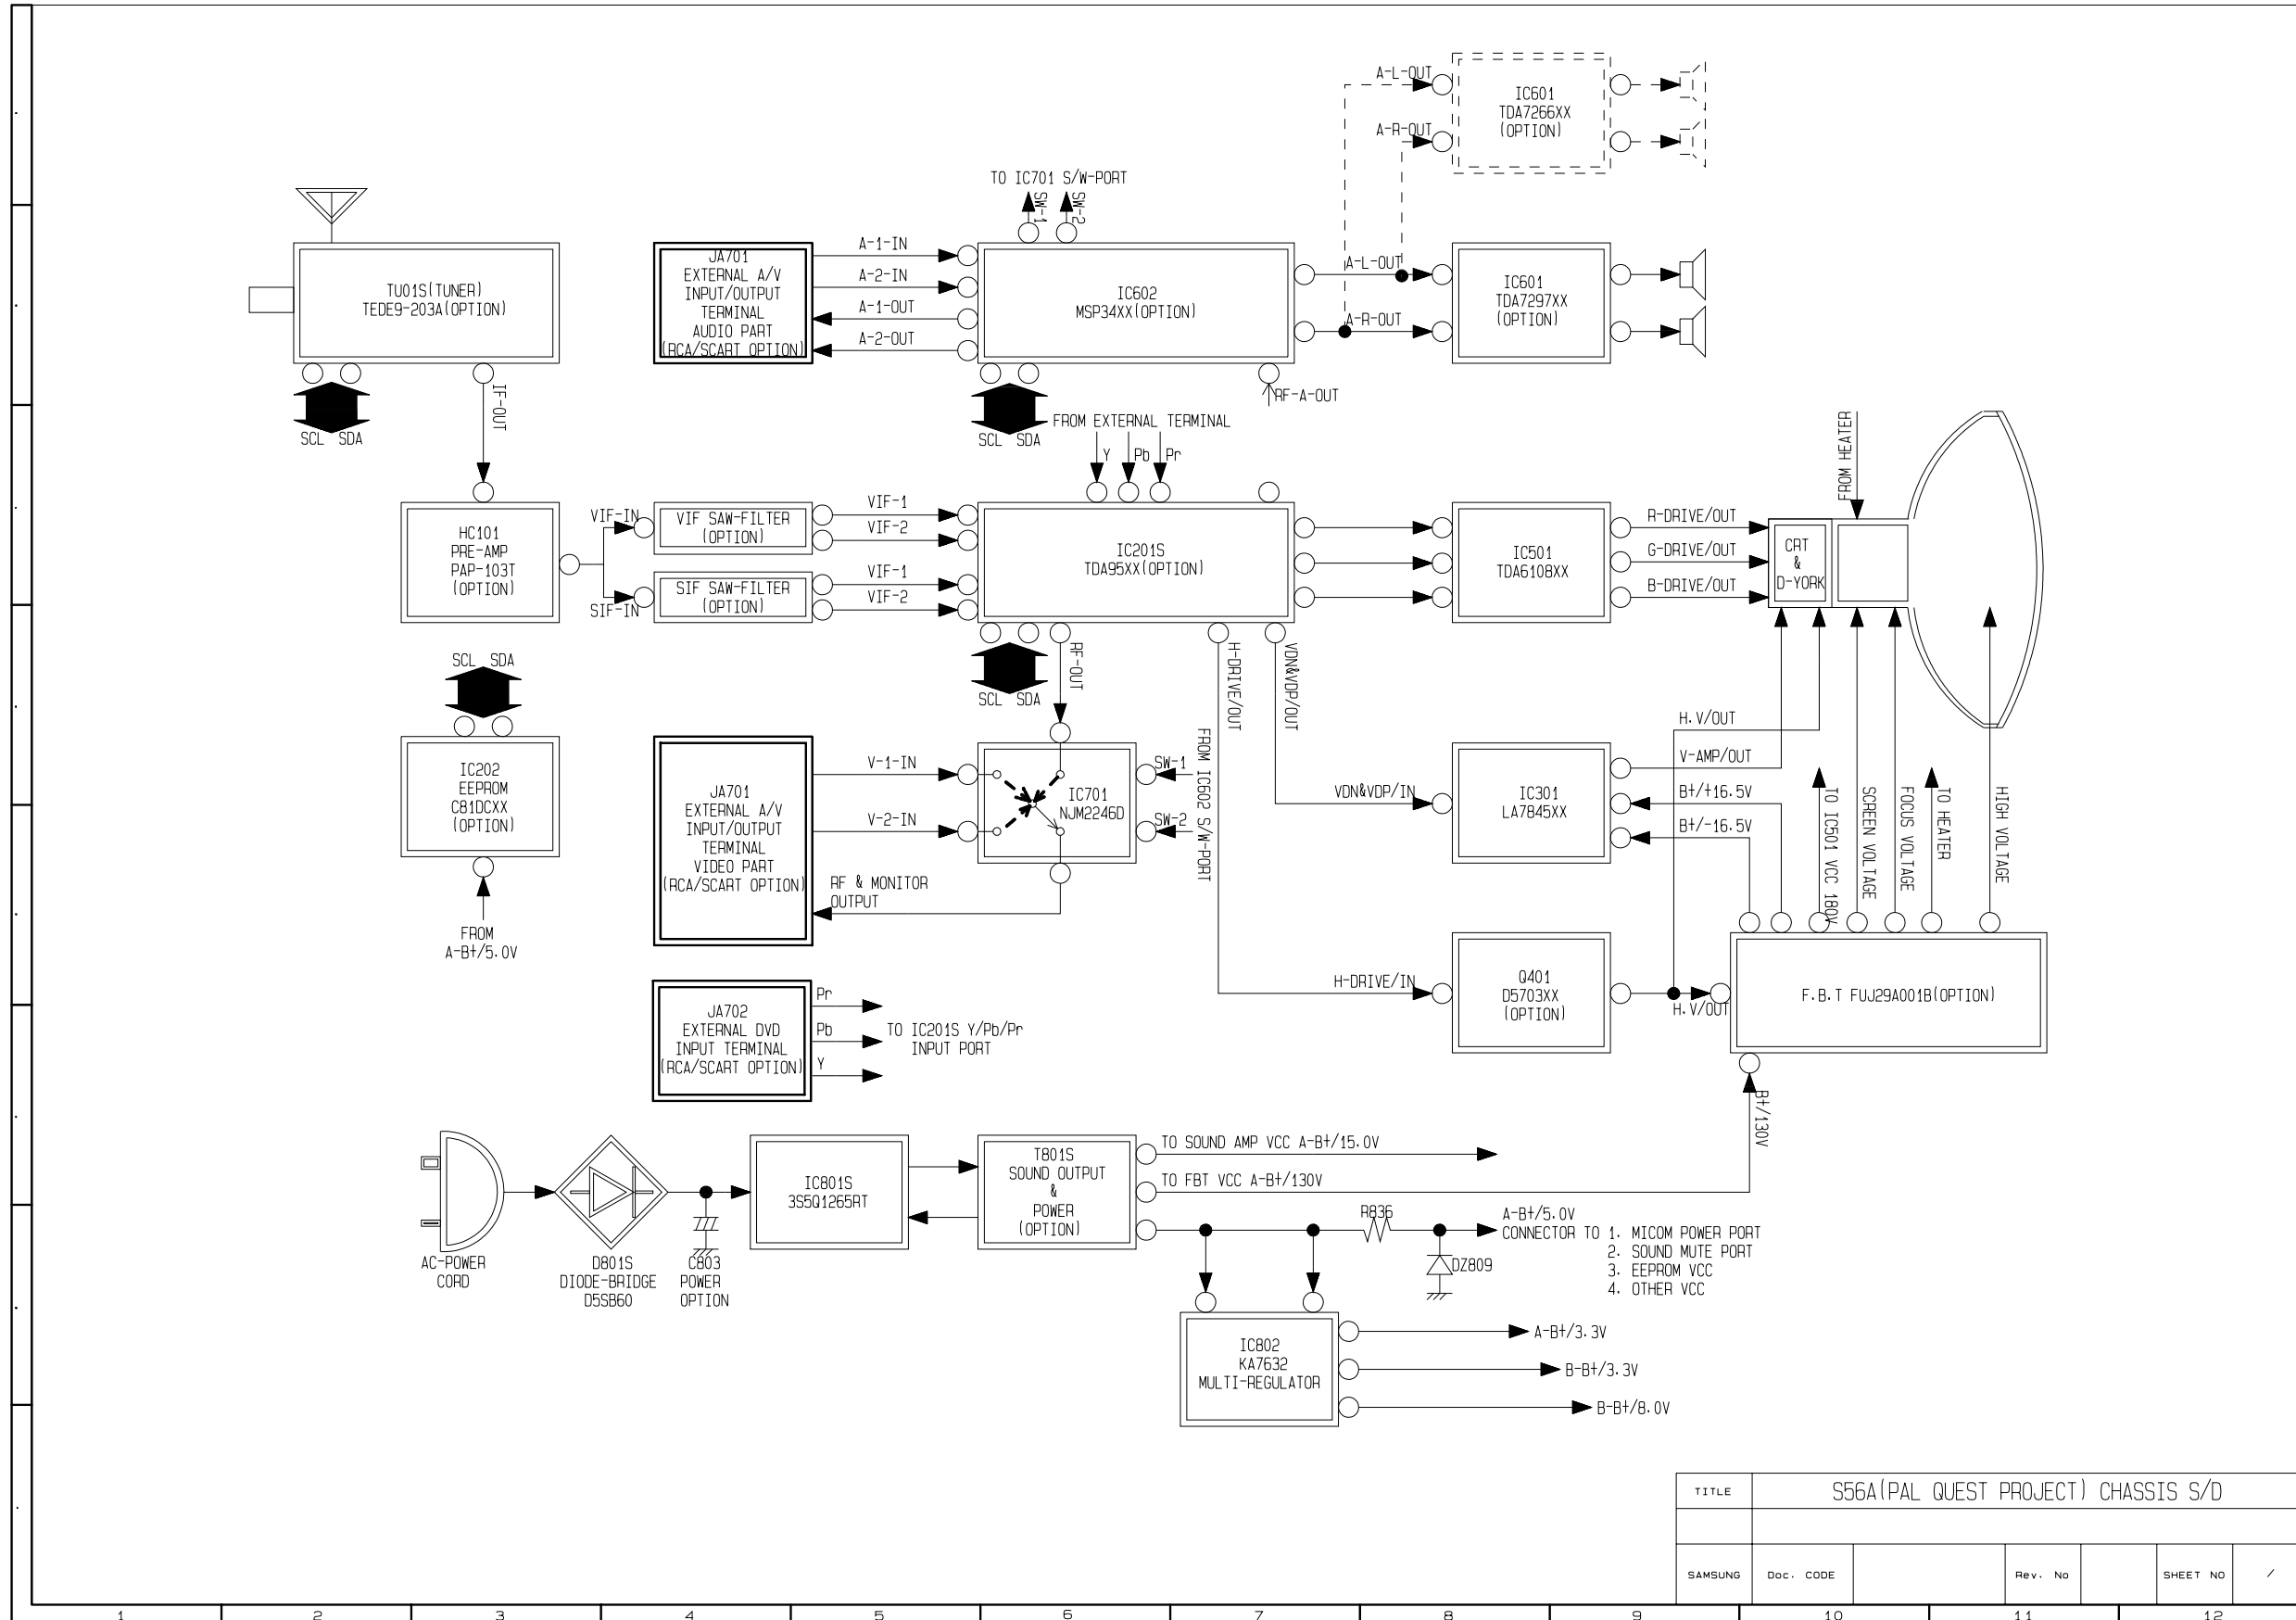 A-L-OUT
IC601
TDA7266XX
(OPTION)
A-R-OUT
TO IC701 S/W-PORT
SW-1
SW-2
TU01S(TUNER)
TEDE9-203A(OPTION)
SCL SDA
IF-OUT
JA701
EXTERNAL A/V
INPUT/OUTPUT
TERMINAL
AUDIO PART
(RCA/SCART OPTION)
A-1-IN
A-2-IN
A-1-OUT
A-2-OUT
IC602
MSP34XX(OPTION)
SCL SDA
RF-A-OUT
A-L-OUT
A-R-OUT
IC601
TDA7297XX
(OPTION)
FROM EXTERNAL TERMINAL
Y
Pb
Pr
HC101
PRE-AMP
PAP-103T
(OPTION)
VIF-IN
SIF-IN
VIF SAW-FILTER
(OPTION)
SIF SAW-FILTER
(OPTION)
VIF-1
VIF-2
VIF-1
VIF-2
IC201S
TDA95XX(OPTION)
SCL SDA
RF-OUT
H-DRIVE/OUT
VDN&VDP/OUT
IC501
TDA6108XX
R-DRIVE/OUT
G-DRIVE/OUT
B-DRIVE/OUT
FROM HEATER
CRT
&
D-YORK
SCL SDA
IC202
EEPROM
C81DCXX
(OPTION)
FROM
A-B+/5.0V
JA701
EXTERNAL A/V
INPUT/OUTPUT
TERMINAL
VIDEO PART
(RCA/SCART OPTION)
V-1-IN
V-2-IN
RF & MONITOR
OUTPUT
IC701
NJM2246D
SW-1
SW-2
FROM IC602 S/W-PORT
VDN&VDP/IN
IC301
LA7845XX
H.V/OUT
V-AMP/OUT
B+/+16.5V
B+/-16.5V
TO IC501 VCC 180V
SCREEN VOLTAGE
FOCUS VOLTAGE
TO HEATER
HIGH VOLTAGE
H-DRIVE/IN
Q401
D5703XX
(OPTION)
H.V/OUT
F.B.T FUJ29A001B(OPTION)
JA702
EXTERNAL DVD
INPUT TERMINAL
(RCA/SCART OPTION)
Pr
Pb
Y
TO IC201S Y/Pb/Pr
INPUT PORT
B+/130V
AC-POWER
CORD
D801S
DIODE-BRIDGE
D5SB60
C803
POWER
OPTION
IC801S
3S5Q1265RT
T801S
SOUND OUTPUT
&
POWER
(OPTION)
TO SOUND AMP VCC A-B+/15.0V
TO FBT VCC A-B+/130V
R836
DZ809
A-B+/5.0V
CONNECTOR TO 1. MICOM POWER PORT
2. SOUND MUTE PORT
3. EEPROM VCC
4. OTHER VCC
IC802
KA7632
MULTI-REGULATOR
A-B+/3.3V
B-B+/3.3V
B-B+/8.0V
TITLE
S56A(PAL QUEST PROJECT) CHASSIS S/D
SAMSUNG
Doc. CODE
Rev. No
SHEET NO
/
1 2 3 4 5 6 7 8 9 10 11 12